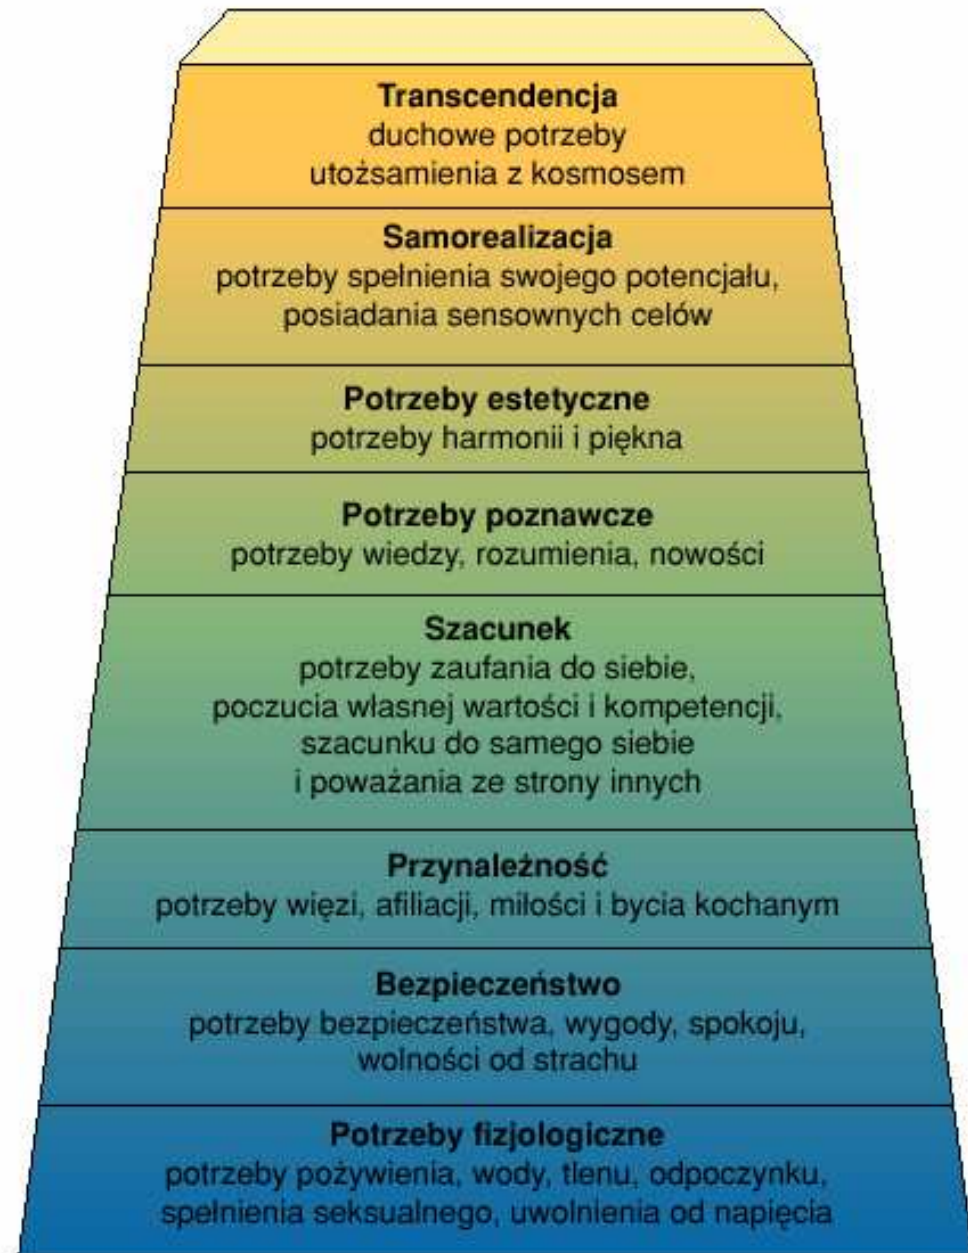 Transcendencja
duchowe potrzeby
utożsamienia z kosmosem
Samorealizacja
potrzeby spełnienia swojego potencjału,
posiadania sensownych celów
Potrzeby estetyczne
potrzeby harmonii i piękna
Potrzeby poznawcze
potrzeby wiedzy, rozumienia, nowości
Szacunek
potrzeby zaufania do siebie,
poczucia własnej wartości i kompetencji,
szacunku do samego siebie
i poważania ze strony innych
Przynależność
potrzeby więzi, afiliacji, miłości i bycia kochanym
Bezpieczeństwo
potrzeby bezpieczeństwa, wygody, spokoju,
wolności od strachu
Potrzeby fizjologiczne
potrzeby pożywienia, wody, tlenu, odpoczynku,
spełnienia seksualnego, uwolnienia od napięcia